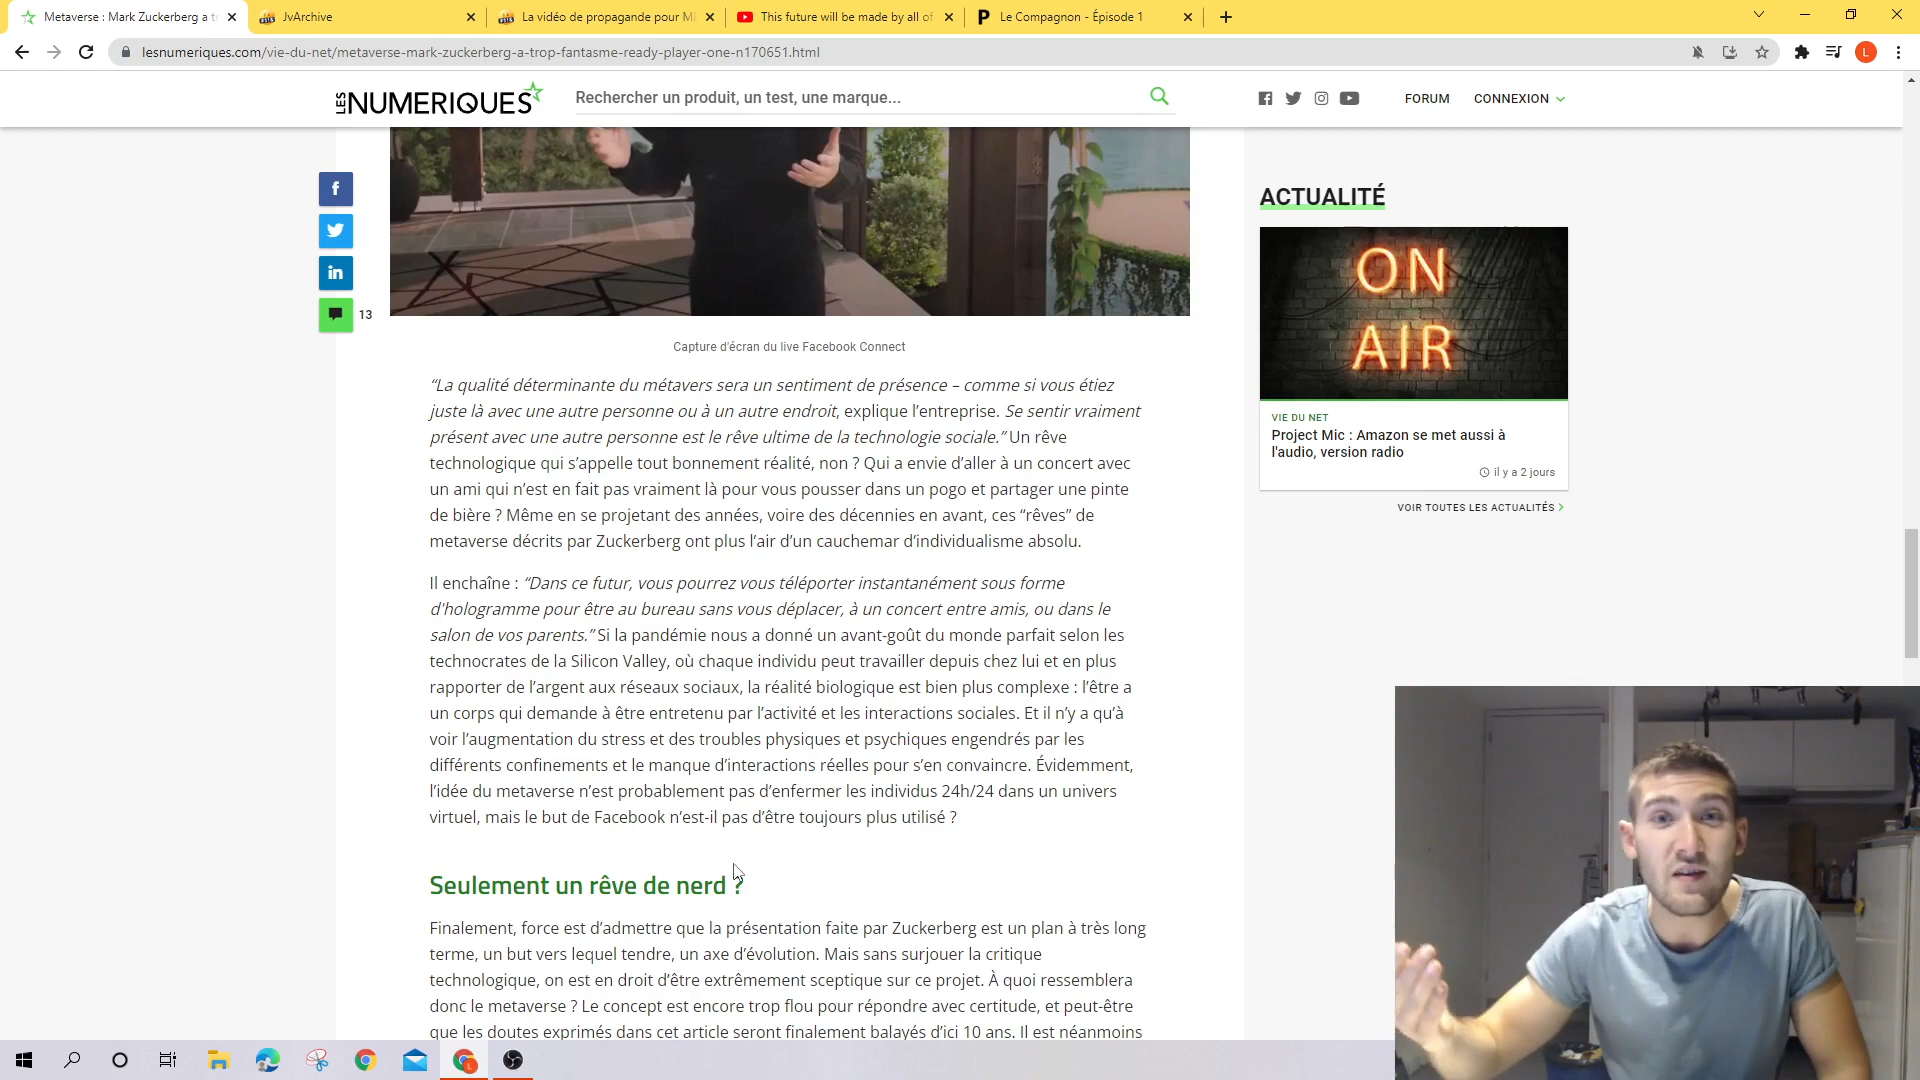 Metaverse : Mark Zuckerberg a tr
JvArchive
La vidéo de propagande pour ME
This future will be made by all of
Le Compagnon - Épisode 1
lesnumeriques.com/vie-du-net/metaverse-mark-zuckerberg-a-trop-fantasme-ready-player-one-n170651.html
L
LES NUMERIQUES
Rechercher un produit, un test, une marque...
FORUM
CONNEXION
13
Capture d'écran du live Facebook Connect
“La qualité déterminante du métavers sera un sentiment de présence – comme si vous étiez
juste là avec une autre personne ou à un autre endroit, explique l’entreprise. Se sentir vraiment
présent avec une autre personne est le rêve ultime de la technologie sociale.” Un rêve
technologique qui s’appelle tout bonnement réalité, non ? Qui a envie d’aller à un concert avec
un ami qui n’est en fait pas vraiment là pour vous pousser dans un pogo et partager une pinte
de bière ? Même en se projetant des années, voire des décennies en avant, ces “rêves” de
metaverse décrits par Zuckerberg ont plus l’air d’un cauchemar d’individualisme absolu.
Il enchaîne : “Dans ce futur, vous pourrez vous téléporter instantanément sous forme
d'hologramme pour être au bureau sans vous déplacer, à un concert entre amis, ou dans le
salon de vos parents.” Si la pandémie nous a donné un avant-goût du monde parfait selon les
technocrates de la Silicon Valley, où chaque individu peut travailler depuis chez lui et en plus
rapporter de l’argent aux réseaux sociaux, la réalité biologique est bien plus complexe : l’être a
un corps qui demande à être entretenu par l’activité et les interactions sociales. Et il n’y a qu’à
voir l’augmentation du stress et des troubles physiques et psychiques engendrés par les
différents confinements et le manque d’interactions réelles pour s’en convaincre. Évidemment,
l’idée du metaverse n’est probablement pas d’enfermer les individus 24h/24 dans un univers
virtuel, mais le but de Facebook n’est-il pas d’être toujours plus utilisé ?
Seulement un rêve de nerd ?
Finalement, force est d’admettre que la présentation faite par Zuckerberg est un plan à très long
terme, un but vers lequel tendre, un axe d’évolution. Mais sans surjouer la critique
technologique, on est en droit d’être extrêmement sceptique sur ce projet. À quoi ressemblera
donc le metaverse ? Le concept est encore trop flou pour répondre avec certitude, et peut-être
que les doutes exprimés dans cet article seront finalement balayés d’ici 10 ans. Il est néanmoins
ACTUALITÉ
ON
AIR
VIE DU NET
Project Mic : Amazon se met aussi à
l'audio, version radio
il y a 2 jours
VOIR TOUTES LES ACTUALITÉS